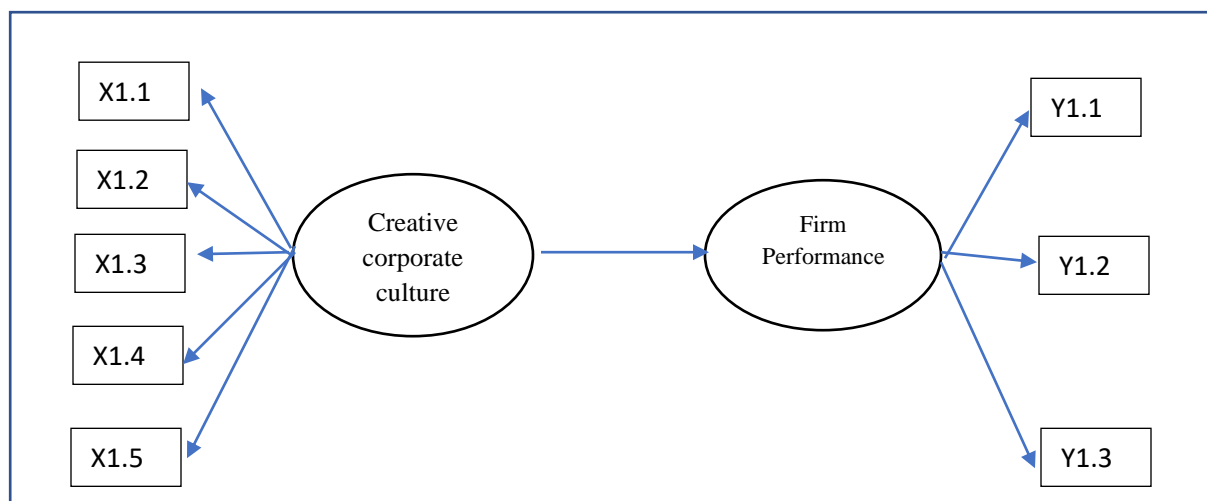 X1.1
X1.2
X1.3
X1.4
X1.5
Creative
corporate
culture
Firm
Performance
Y1.1
Y1.2
Y1.3